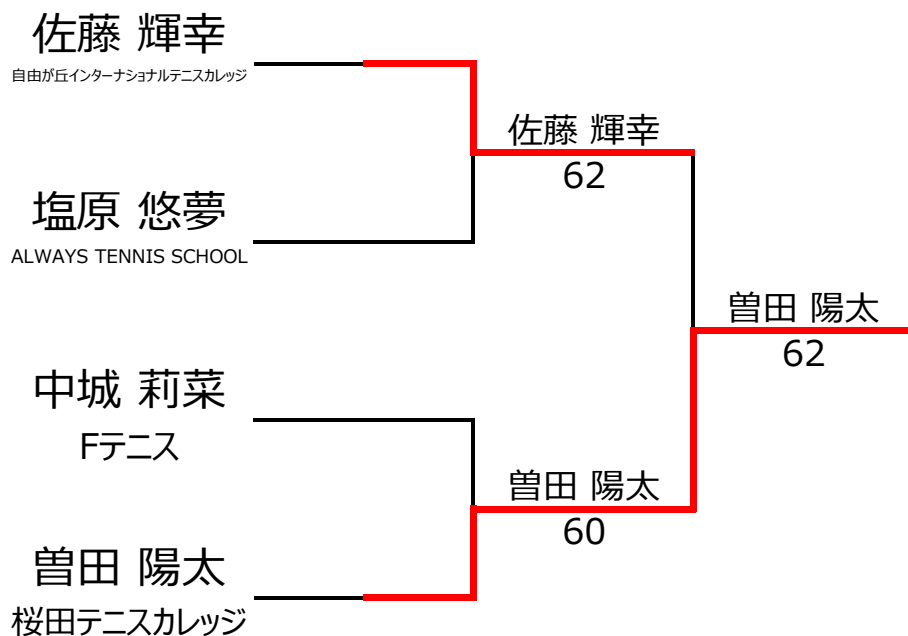 佐藤 輝幸
自由が丘インターナショナルテニスカレッジ
佐藤 輝幸
62
塩原 悠夢
ALWAYS TENNIS SCHOOL
曽田 陽太
62
中城 莉菜
Fテニス
曽田 陽太
60
曽田 陽太
桜田テニスカレッジ